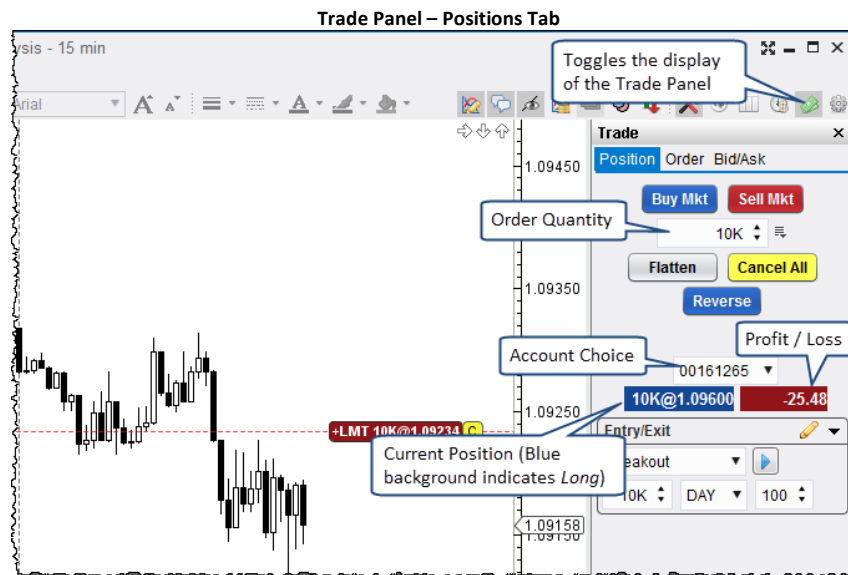 Trade Panel – Positions Tab
ysis - 15 min
Toggles the display
of the Trade Panel
Arial
Trade
Position Order Bid/Ask
1.09450
Buy Mkt Sell Mkt
Order Quantity
10K
Flatten Cancel All
1.09350
Reverse
Profit / Loss
Account Choice
00161265
10K@1.09600 -25.48
1.09250
+LMT 10K@1.09234 C
Entry/Exit
Current Position (Blue
background indicates Long)
eakout
10K DAY 100
1.09158